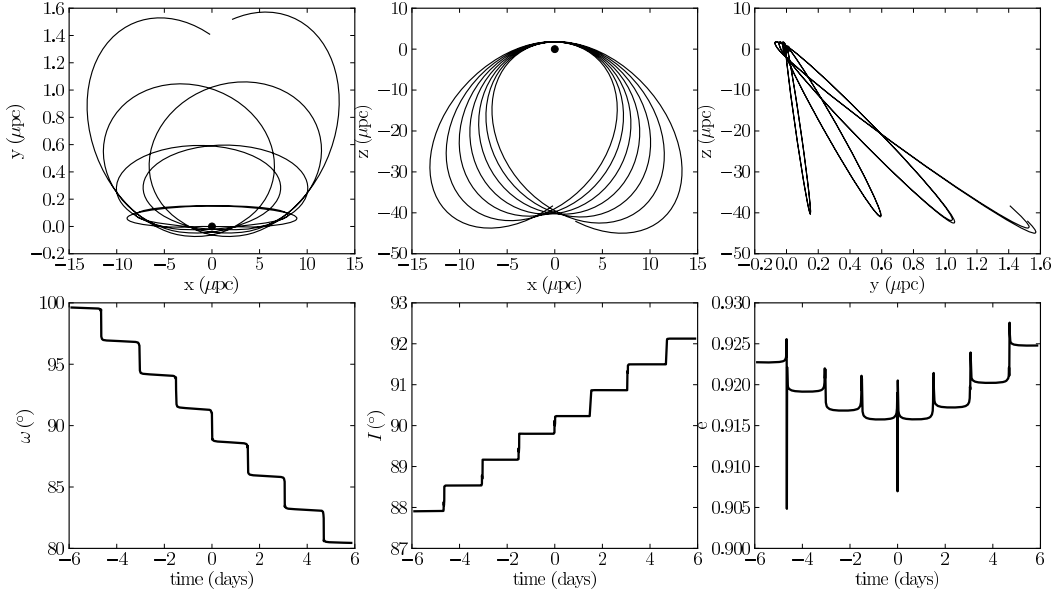 1.6
1.4
1.2
1.0
0.8
0.6
0.4
0.2
0.0
−0.2
y (μpc)
−15 −10 −5 0 5 10 15
x (μpc)
10
0
−10
−20
−30
−40
−50
z (μpc)
−15 −10 −5 0 5 10 15
x (μpc)
10
0
−10
−20
−30
−40
−50
z (μpc)
−0.2 0.0 0.2 0.4 0.6 0.8 1.0 1.2 1.4 1.6
y (μpc)
100
95
90
85
80
ω (°)
−6 −4 −2 0 2 4 6
time (days)
93
92
91
90
89
88
87
I (°)
−6 −4 −2 0 2 4 6
time (days)
0.930
0.925
0.920
0.915
0.910
0.905
0.900
e
−6 −4 −2 0 2 4 6
time (days)